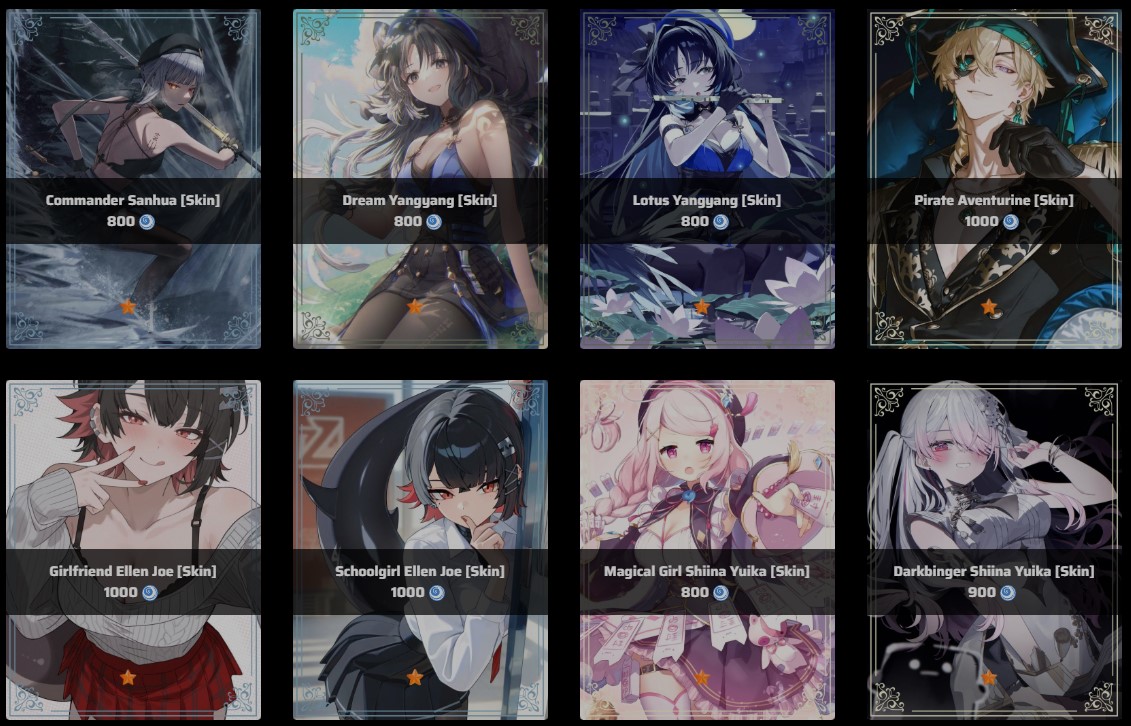 Commander Sanhua [Skin]
800
Dream Yangyang [Skin]
800
Lotus Yangyang [Skin]
800
Pirate Aventurine [Skin]
1000
Girlfriend Ellen Joe [Skin]
1000
Schoolgirl Ellen Joe [Skin]
1000
Magical Girl Shiina Yuika [Skin]
800
Darkbinger Shiina Yuika [Skin]
900